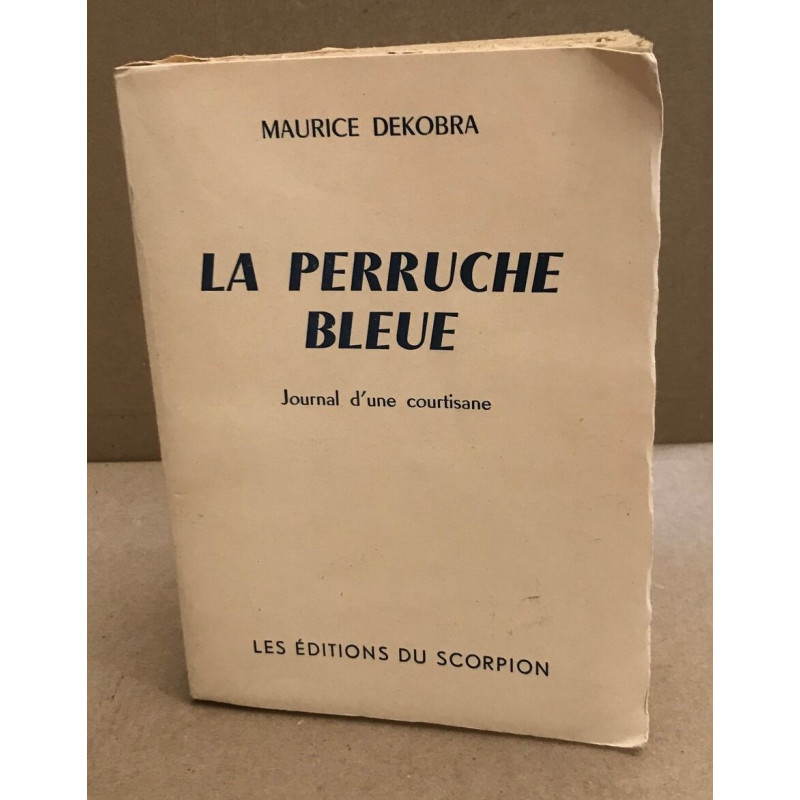 MAURICE DEKOBRA
LA PERRUCHE
BLEUE
Journal d'une courtisane
LES ÉDITIONS DU SCORPION